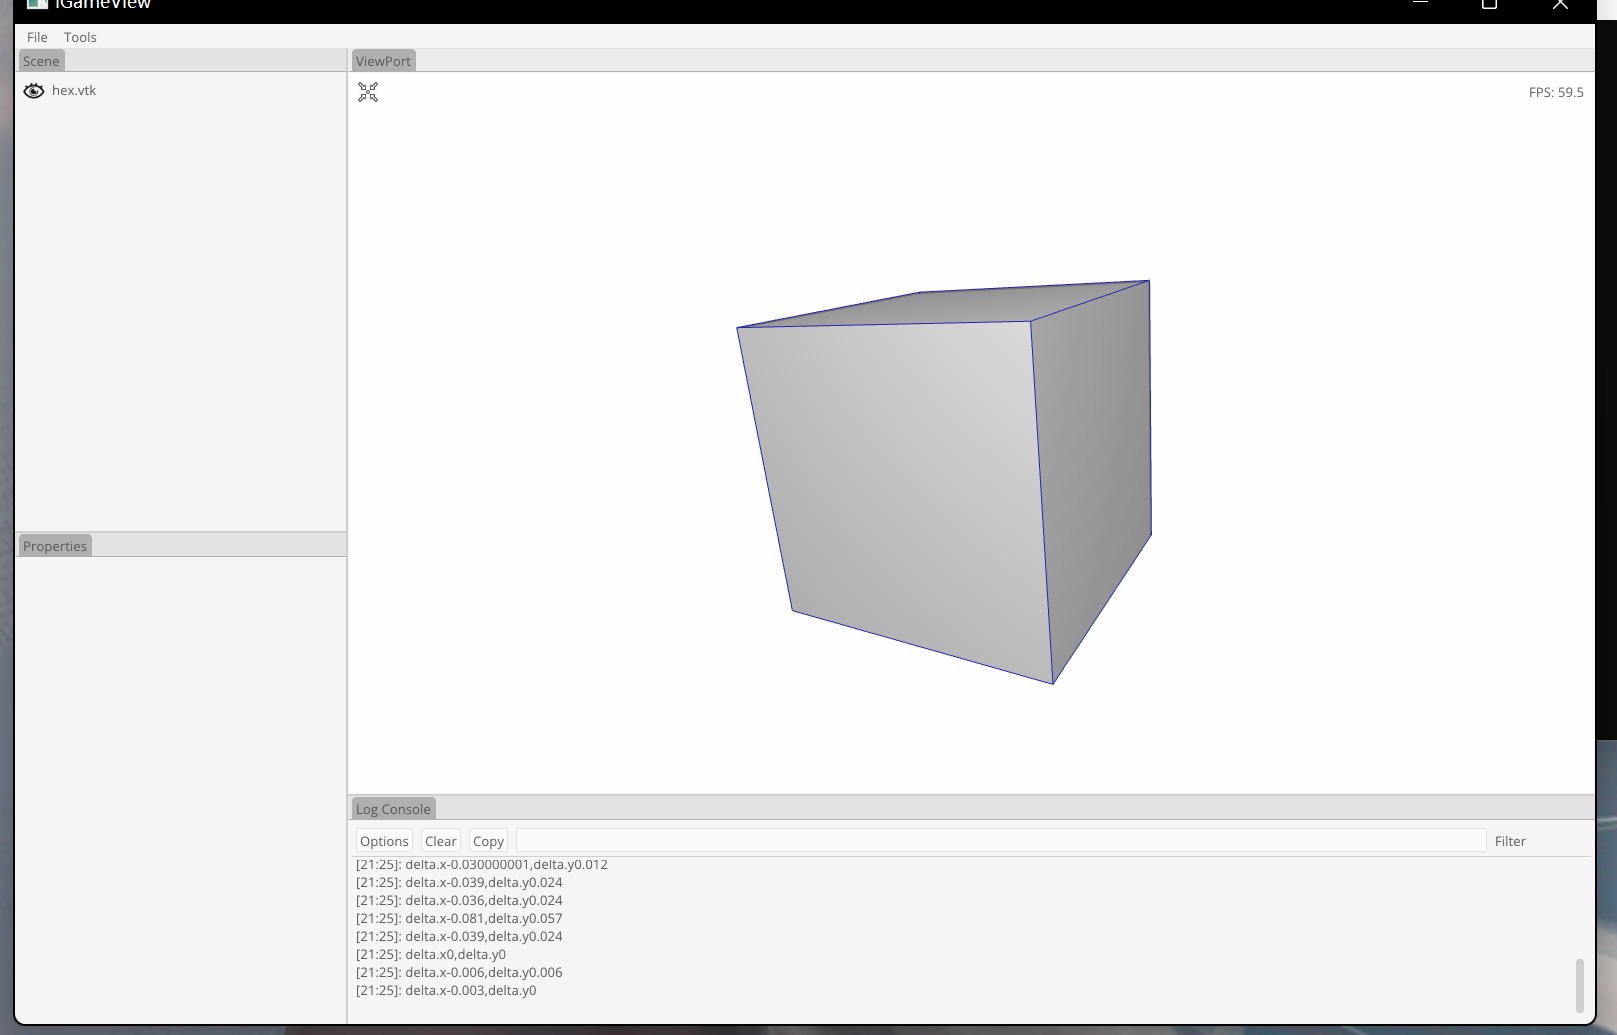 iGameView
File Tools
Scene
ViewPort
hex.vtk
FPS: 59.5
Properties
Log Console
Options Clear Copy Filter
[21:25]: delta.x-0.030000001,delta.y0.012
[21:25]: delta.x-0.039,delta.y0.024
[21:25]: delta.x-0.036,delta.y0.024
[21:25]: delta.x-0.081,delta.y0.057
[21:25]: delta.x-0.039,delta.y0.024
[21:25]: delta.x0,delta.y0
[21:25]: delta.x-0.006,delta.y0.006
[21:25]: delta.x-0.003,delta.y0